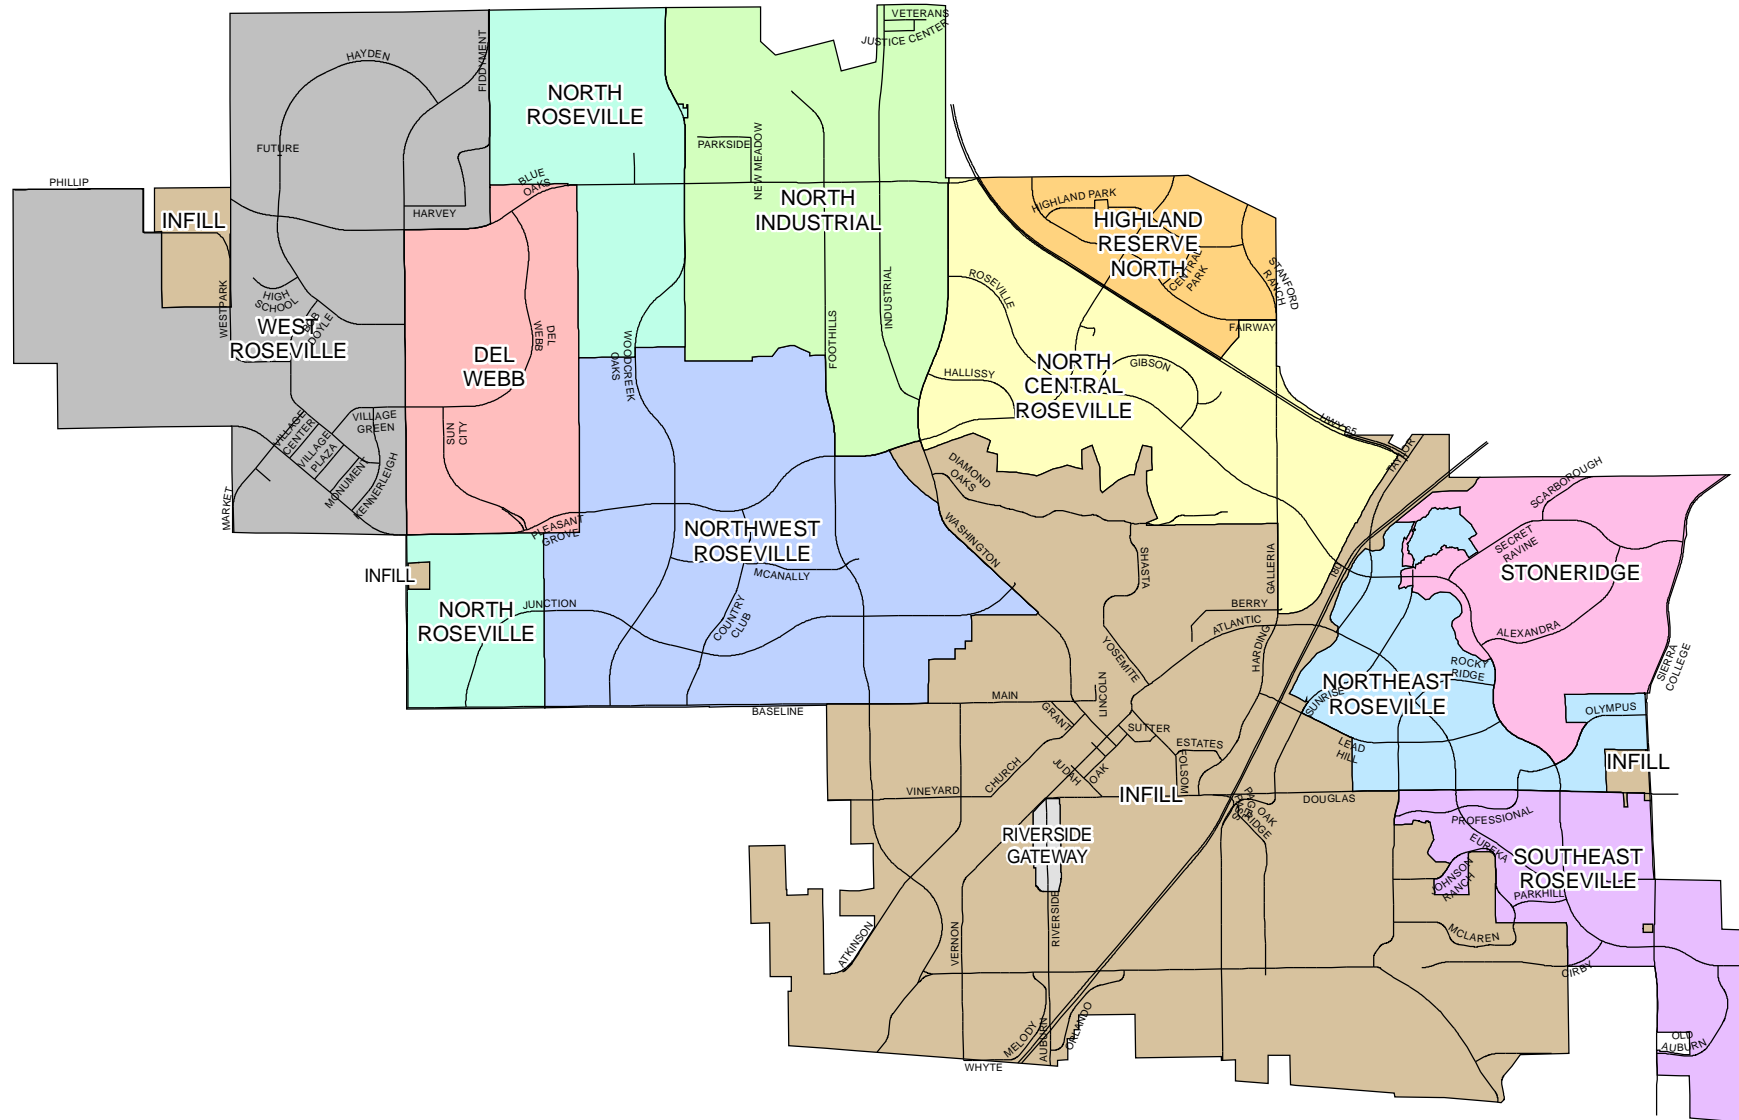 VETERANS
JUSTICE CENTER
HAYDEN
FIDDYMENT
NORTH
ROSEVILLE
FUTURE
PARKSIDE
NEW MEADOW
PHILLIP
BLUE
OAKS
INFILL
HARVEY
NORTH
INDUSTRIAL
HIGHLAND PARK
HIGHLAND
RESERVE
NORTH
CENTRAL
PARK
STANFORD
RANCH
ROSEVILLE
INDUSTRIAL
HIGH
SCHOOL
BOB
DOYLE
WESTPARK
WEST
ROSEVILLE
DEL
WEBB
DEL
WEBB
WOODCREEK
OAKS
FOOTHILLS
FAIRWAY
HALLISSY
NORTH
CENTRAL
ROSEVILLE
GIBSON
HWY 65
TAYLOR
VILLAGE
GREEN
VILLAGE
CENTER
VILLAGE
PLAZA
MONUMENT
KENNERLEIGH
MARKET
SUN
CITY
PLEASANT
GROVE
DIAMOND
OAKS
WASHINGTON
NORTHWEST
ROSEVILLE
MCANALLY
COUNTRY
CLUB
JUNCTION
INFILL
NORTH
ROSEVILLE
SHASTA
GALLERIA
I80
SCARBOROUGH
SECRET
RAVINE
STONERIDGE
ALEXANDRA
SIERRA
COLLEGE
BERRY
ATLANTIC
HARDING
YOSEMITE
LINCOLN
MAIN
GRANT
BASELINE
SUTTER
ESTATES
FOLSOM
SUNRISE
NORTHEAST
ROSEVILLE
ROCKY
RIDGE
LEAD
HILL
OLYMPUS
INFILL
JUDAH
OAK
CHURCH
VINEYARD
INFILL
DOUGLAS
OAK
RIDGE
RIVERSIDE
GATEWAY
PROFESSIONAL
EUREKA
SOUTHEAST
ROSEVILLE
JOHNSON
RANCH
PARKHILL
MCLAREN
CIRBY
ATKINSON
VERNON
RIVERSIDE
MELODY
AUBURN
ORLANDO
WHYTE
OLD
AUBURN